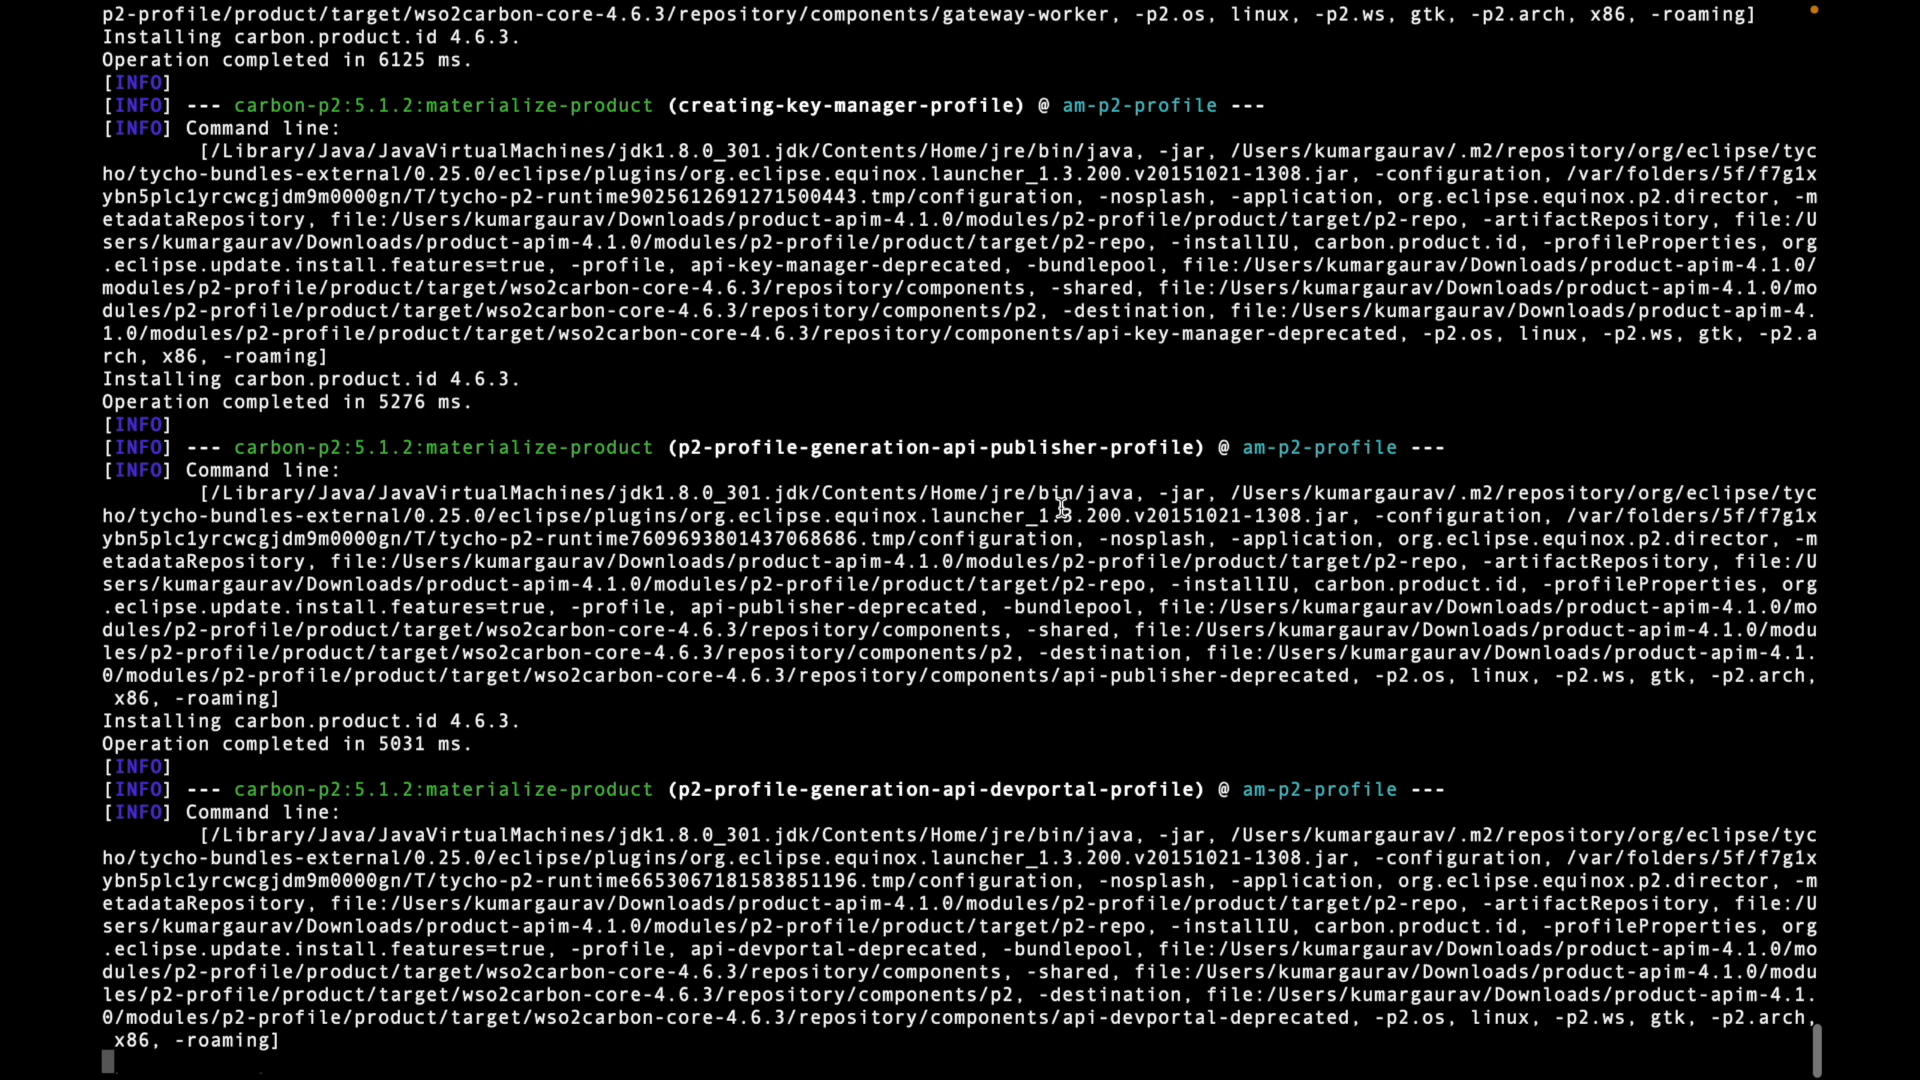 p2-profile/product/target/wso2carbon-core-4.6.3/repository/components/gateway-worker, -p2.os, linux, -p2.ws, gtk, -p2.arch, x86, -roaming]
Installing carbon.product.id 4.6.3.
Operation completed in 6125 ms.
[INFO]
[INFO] --- carbon-p2:5.1.2:materialize-product (creating-key-manager-profile) @ am-p2-profile ---
[INFO] Command line:
[/Library/Java/JavaVirtualMachines/jdk1.8.0_301.jdk/Contents/Home/jre/bin/java, -jar, /Users/kumargaurav/.m2/repository/org/eclipse/tyc
ho/tycho-bundles-external/0.25.0/eclipse/plugins/org.eclipse.equinox.launcher_1.3.200.v20151021-1308.jar, -configuration, /var/folders/5f/f7g1x
ybn5plc1yrcwcgjdm9m0000gn/T/tycho-p2-runtime9025612691271500443.tmp/configuration, -nosplash, -application, org.eclipse.equinox.p2.director, -m
etadataRepository, file:/Users/kumargaurav/Downloads/product-apim-4.1.0/modules/p2-profile/product/target/p2-repo, -artifactRepository, file:/U
sers/kumargaurav/Downloads/product-apim-4.1.0/modules/p2-profile/product/target/p2-repo, -installIU, carbon.product.id, -profileProperties, org
.eclipse.update.install.features=true, -profile, api-key-manager-deprecated, -bundlepool, file:/Users/kumargaurav/Downloads/product-apim-4.1.0/
modules/p2-profile/product/target/wso2carbon-core-4.6.3/repository/components, -shared, file:/Users/kumargaurav/Downloads/product-apim-4.1.0/mo
dules/p2-profile/product/target/wso2carbon-core-4.6.3/repository/components/p2, -destination, file:/Users/kumargaurav/Downloads/product-apim-4.
1.0/modules/p2-profile/product/target/wso2carbon-core-4.6.3/repository/components/api-key-manager-deprecated, -p2.os, linux, -p2.ws, gtk, -p2.a
rch, x86, -roaming]
Installing carbon.product.id 4.6.3.
Operation completed in 5276 ms.
[INFO]
[INFO] --- carbon-p2:5.1.2:materialize-product (p2-profile-generation-api-publisher-profile) @ am-p2-profile ---
[INFO] Command line:
[/Library/Java/JavaVirtualMachines/jdk1.8.0_301.jdk/Contents/Home/jre/bin/java, -jar, /Users/kumargaurav/.m2/repository/org/eclipse/tyc
ho/tycho-bundles-external/0.25.0/eclipse/plugins/org.eclipse.equinox.launcher_1.3.200.v20151021-1308.jar, -configuration, /var/folders/5f/f7g1x
ybn5plc1yrcwcgjdm9m0000gn/T/tycho-p2-runtime7609693801437068686.tmp/configuration, -nosplash, -application, org.eclipse.equinox.p2.director, -m
etadataRepository, file:/Users/kumargaurav/Downloads/product-apim-4.1.0/modules/p2-profile/product/target/p2-repo, -artifactRepository, file:/U
sers/kumargaurav/Downloads/product-apim-4.1.0/modules/p2-profile/product/target/p2-repo, -installIU, carbon.product.id, -profileProperties, org
.eclipse.update.install.features=true, -profile, api-publisher-deprecated, -bundlepool, file:/Users/kumargaurav/Downloads/product-apim-4.1.0/mo
dules/p2-profile/product/target/wso2carbon-core-4.6.3/repository/components, -shared, file:/Users/kumargaurav/Downloads/product-apim-4.1.0/modu
les/p2-profile/product/target/wso2carbon-core-4.6.3/repository/components/p2, -destination, file:/Users/kumargaurav/Downloads/product-apim-4.1.
0/modules/p2-profile/product/target/wso2carbon-core-4.6.3/repository/components/api-publisher-deprecated, -p2.os, linux, -p2.ws, gtk, -p2.arch,
x86, -roaming]
Installing carbon.product.id 4.6.3.
Operation completed in 5031 ms.
[INFO]
[INFO] --- carbon-p2:5.1.2:materialize-product (p2-profile-generation-api-devportal-profile) @ am-p2-profile ---
[INFO] Command line:
[/Library/Java/JavaVirtualMachines/jdk1.8.0_301.jdk/Contents/Home/jre/bin/java, -jar, /Users/kumargaurav/.m2/repository/org/eclipse/tyc
ho/tycho-bundles-external/0.25.0/eclipse/plugins/org.eclipse.equinox.launcher_1.3.200.v20151021-1308.jar, -configuration, /var/folders/5f/f7g1x
ybn5plc1yrcwcgjdm9m0000gn/T/tycho-p2-runtime6653067181583851196.tmp/configuration, -nosplash, -application, org.eclipse.equinox.p2.director, -m
etadataRepository, file:/Users/kumargaurav/Downloads/product-apim-4.1.0/modules/p2-profile/product/target/p2-repo, -artifactRepository, file:/U
sers/kumargaurav/Downloads/product-apim-4.1.0/modules/p2-profile/product/target/p2-repo, -installIU, carbon.product.id, -profileProperties, org
.eclipse.update.install.features=true, -profile, api-devportal-deprecated, -bundlepool, file:/Users/kumargaurav/Downloads/product-apim-4.1.0/mo
dules/p2-profile/product/target/wso2carbon-core-4.6.3/repository/components, -shared, file:/Users/kumargaurav/Downloads/product-apim-4.1.0/modu
les/p2-profile/product/target/wso2carbon-core-4.6.3/repository/components/p2, -destination, file:/Users/kumargaurav/Downloads/product-apim-4.1.
0/modules/p2-profile/product/target/wso2carbon-core-4.6.3/repository/components/api-devportal-deprecated, -p2.os, linux, -p2.ws, gtk, -p2.arch,
x86, -roaming]